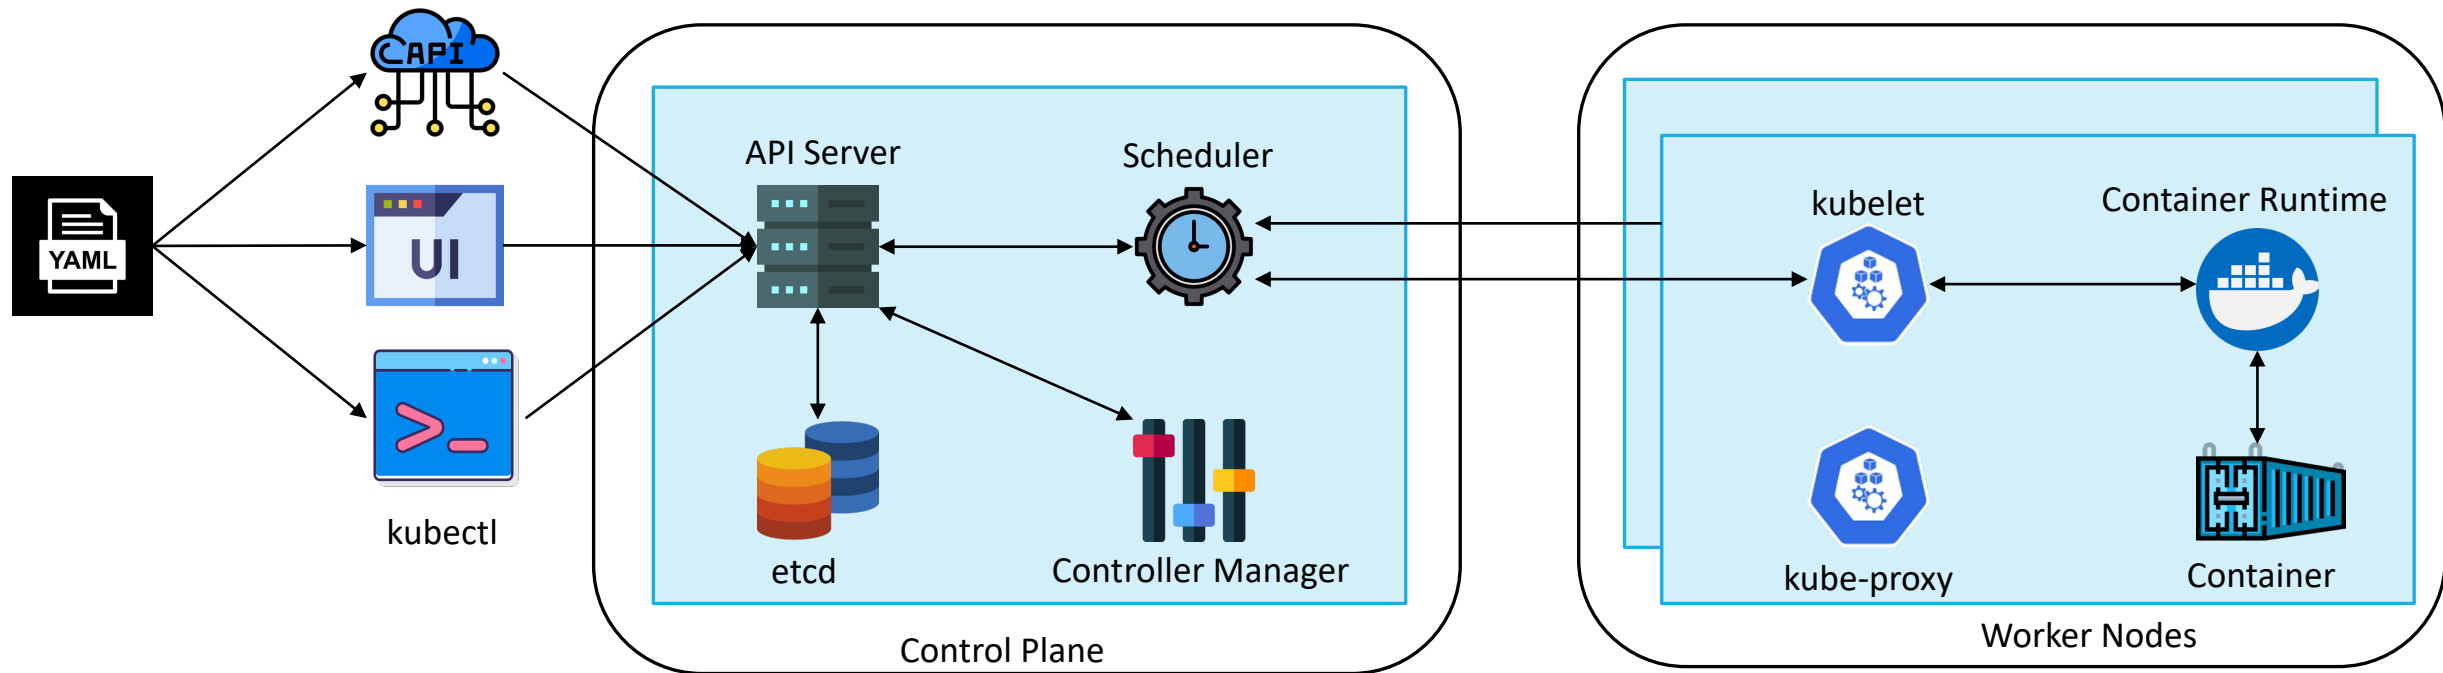 API
YAML
UI
>_
kubectl
API Server
Scheduler
etcd
Controller Manager
Control Plane
kubelet
Container Runtime
kube-proxy
Container
Worker Nodes